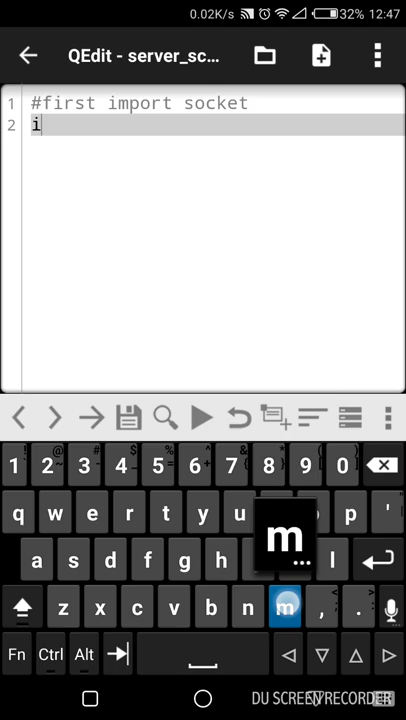 0.02K/s 32% 12:47
QEdit - server_sc...
1 #first import socket
2 i
1 2 3 4 5 6 7 8 9 0
@ # $ % ^ & * ( )
~ - = + [ ]
q w e r t y u p '
m ...
a s d f g h l
z x c v b n m , .
< >
Fn Ctrl Alt
DU SCREEN RECORDER